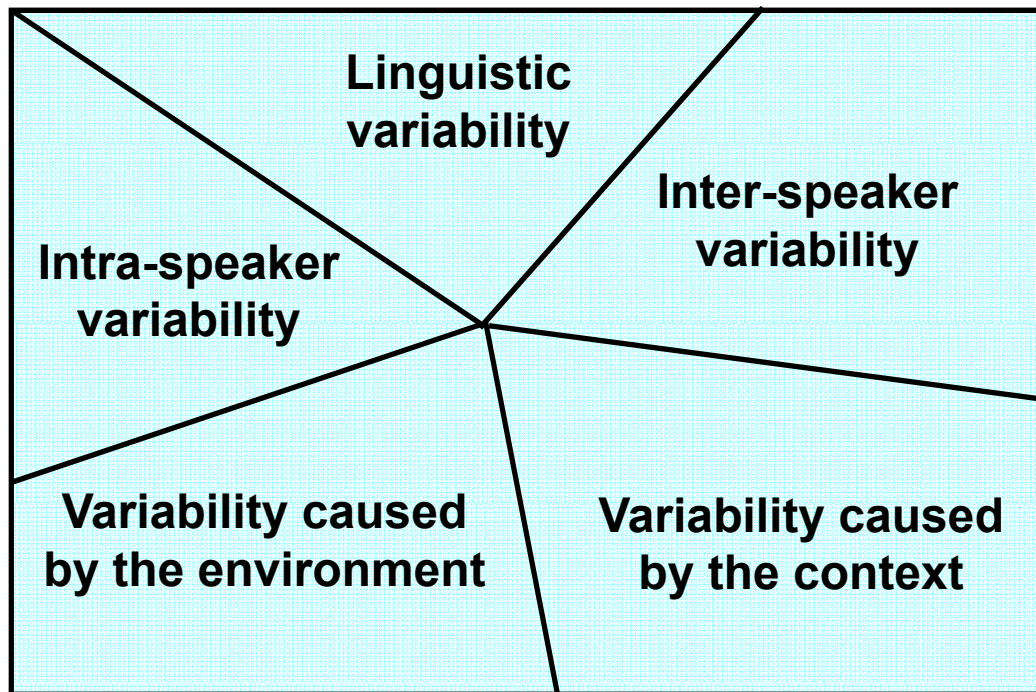 Linguistic
variability
Inter-speaker
variability
Intra-speaker
variability
Variability caused
by the environment
Variability caused
by the context